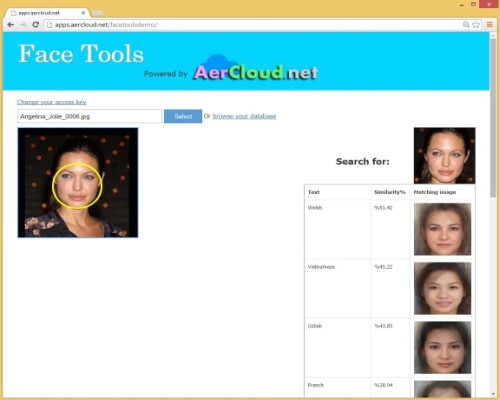 apps.aercloud.net
apps.aercloud.net/facetoolsdemo/
Face Tools
Powered by AerCloud.net
Change your access key
Angelina_Jolie_0006.jpg Select Or browse your database
Search for:
Text Similarity% Matching image
Welsh %51.42
Vietnamese %45.22
Uzbek %43.85
French %38.04